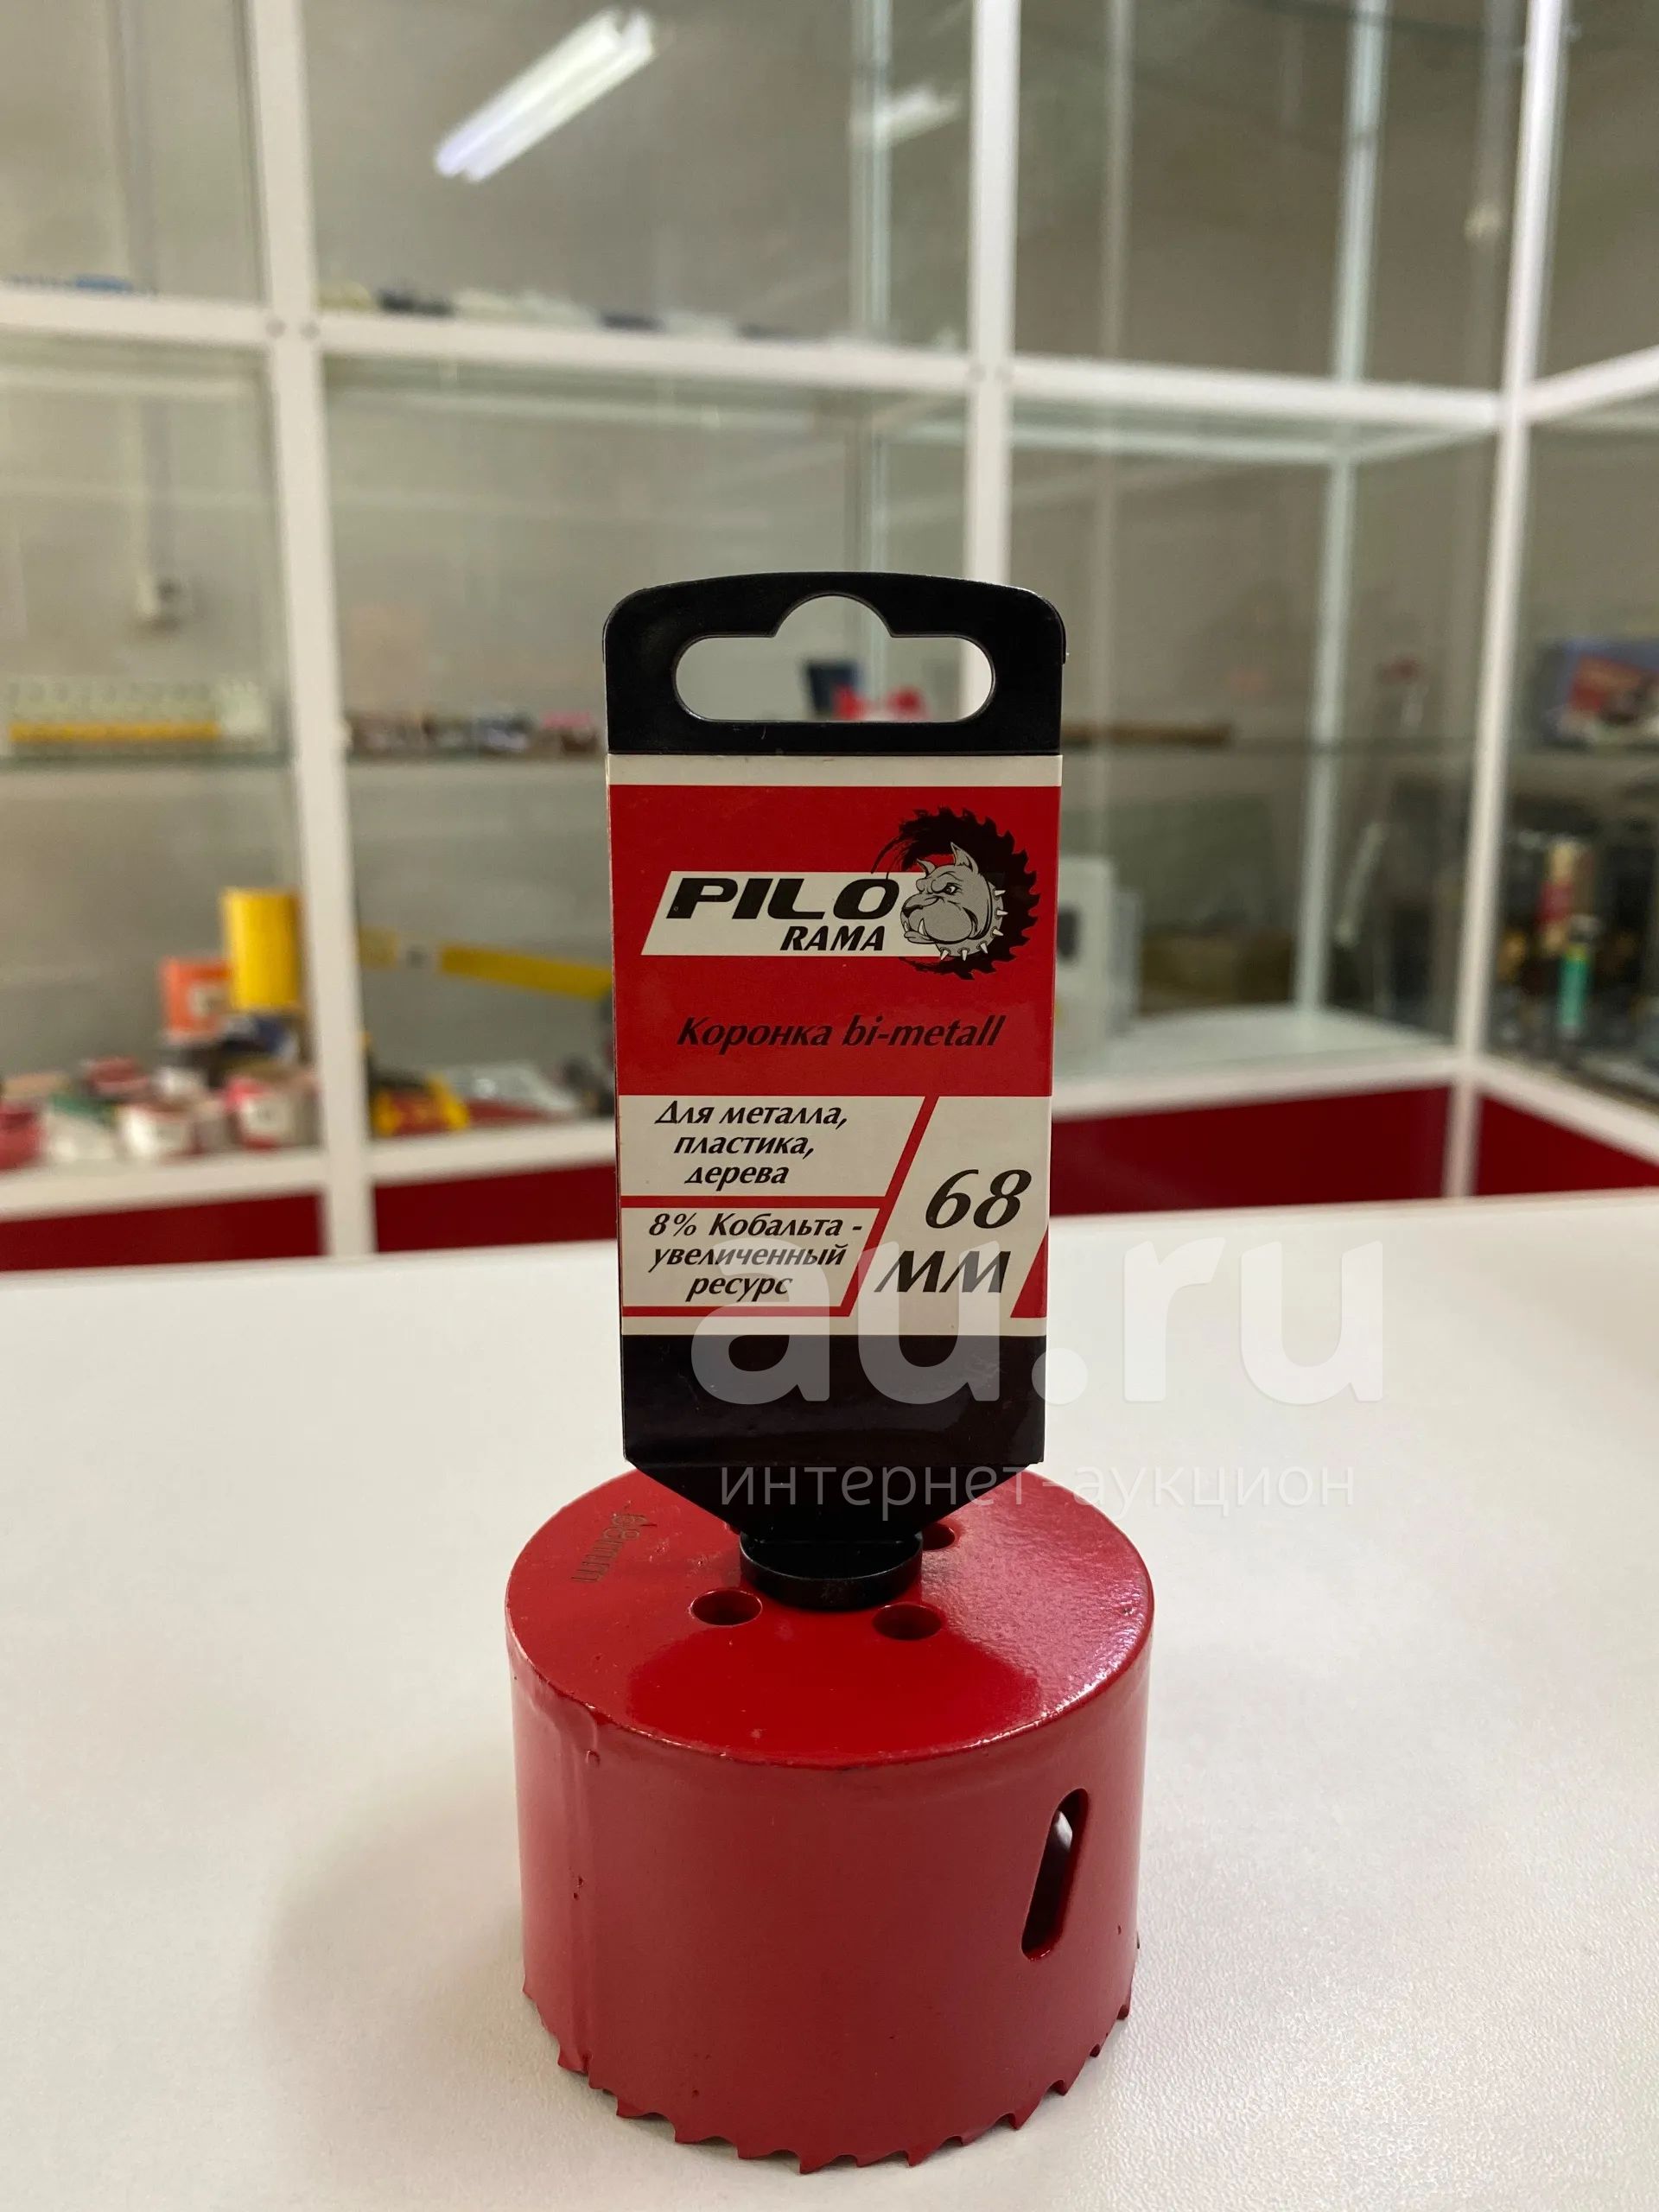 PILO
RAMA
Коронка bi-metall
Для металла,
пластика,
дерева
8% Кобальта -
увеличенный
ресурс
68
мм
au.ru
интернет-аукцион
68mm